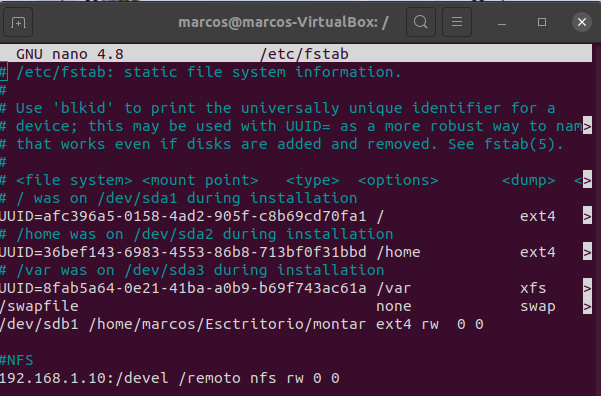 marcos@marcos-VirtualBox: /
GNU nano 4.8 /etc/fstab
# /etc/fstab: static file system information.
#
# Use 'blkid' to print the universally unique identifier for a
# device; this may be used with UUID= as a more robust way to nam>
# that works even if disks are added and removed. See fstab(5).
#
# <file system> <mount point>   <type>  <options>       <dump>  <>
# / was on /dev/sda1 during installation
UUID=afc396a5-0158-4ad2-905f-c8b69cd70fa1 /               ext4   >
# /home was on /dev/sda2 during installation
UUID=36bef143-6983-4553-86b8-713bf0f31bbd /home           ext4   >
# /var was on /dev/sda3 during installation
UUID=8fab5a64-0e21-41ba-a0b9-b69f743ac61a /var            xfs    >
/swapfile                                 none            swap   >
/dev/sdb1 /home/marcos/Esctritorio/montar ext4 rw  0 0
#NFS
192.168.1.10:/devel /remoto nfs rw 0 0